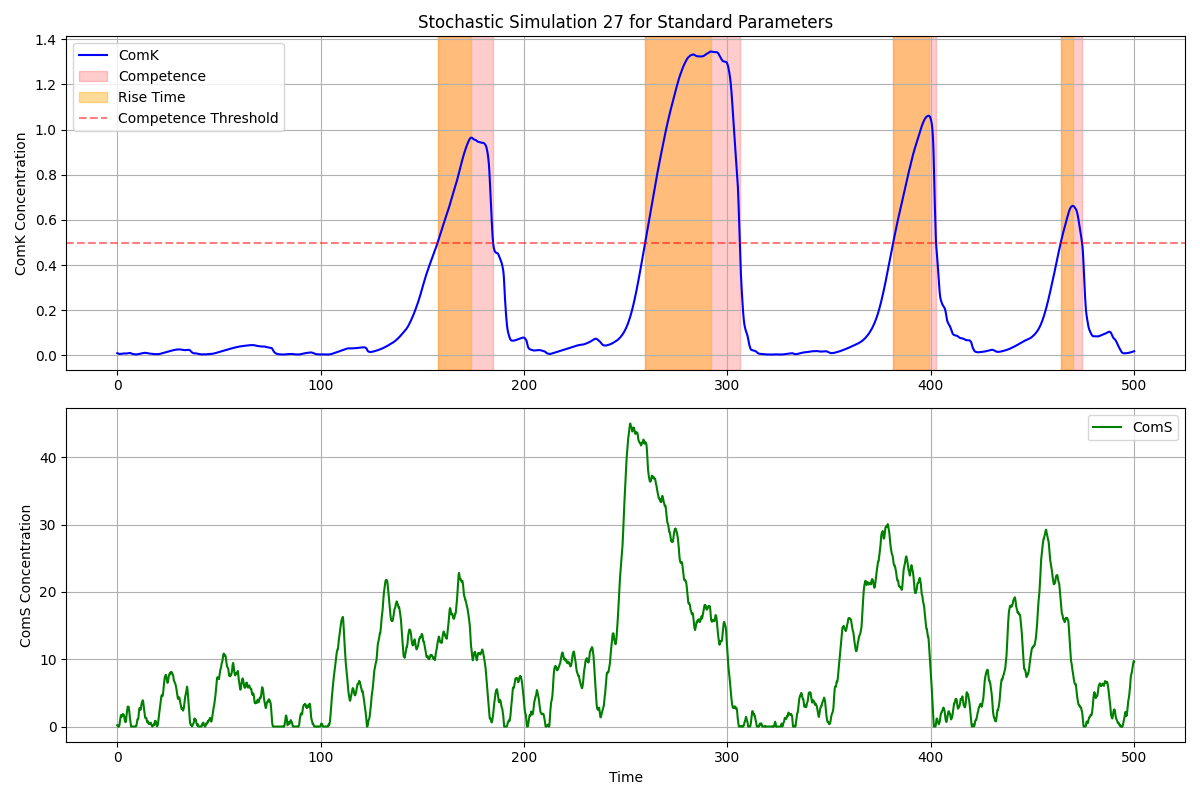 Stochastic Simulation 27 for Standard Parameters
ComK Concentration
1.4
1.2
1.0
0.8
0.6
0.4
0.2
0.0
ComK
Competence
Rise Time
Competence Threshold
0 100 200 300 400 500
ComS Concentration
40
30
20
10
0
ComS
0 100 200 300 400 500
Time